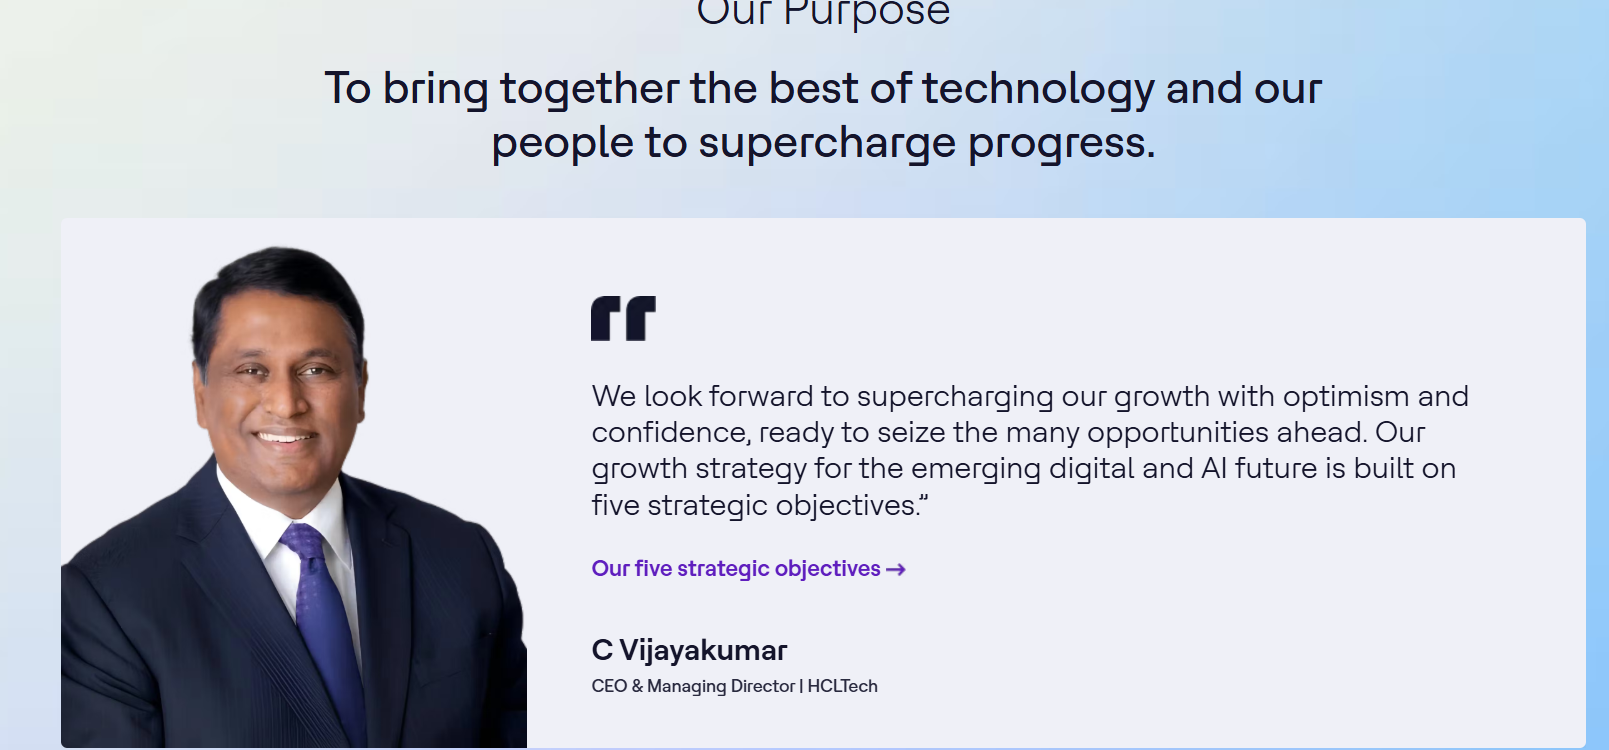 Our Purpose
To bring together the best of technology and our
people to supercharge progress.
We look forward to supercharging our growth with optimism and
confidence, ready to seize the many opportunities ahead. Our
growth strategy for the emerging digital and AI future is built on
five strategic objectives.”
Our five strategic objectives →
C Vijayakumar
CEO & Managing Director | HCLTech